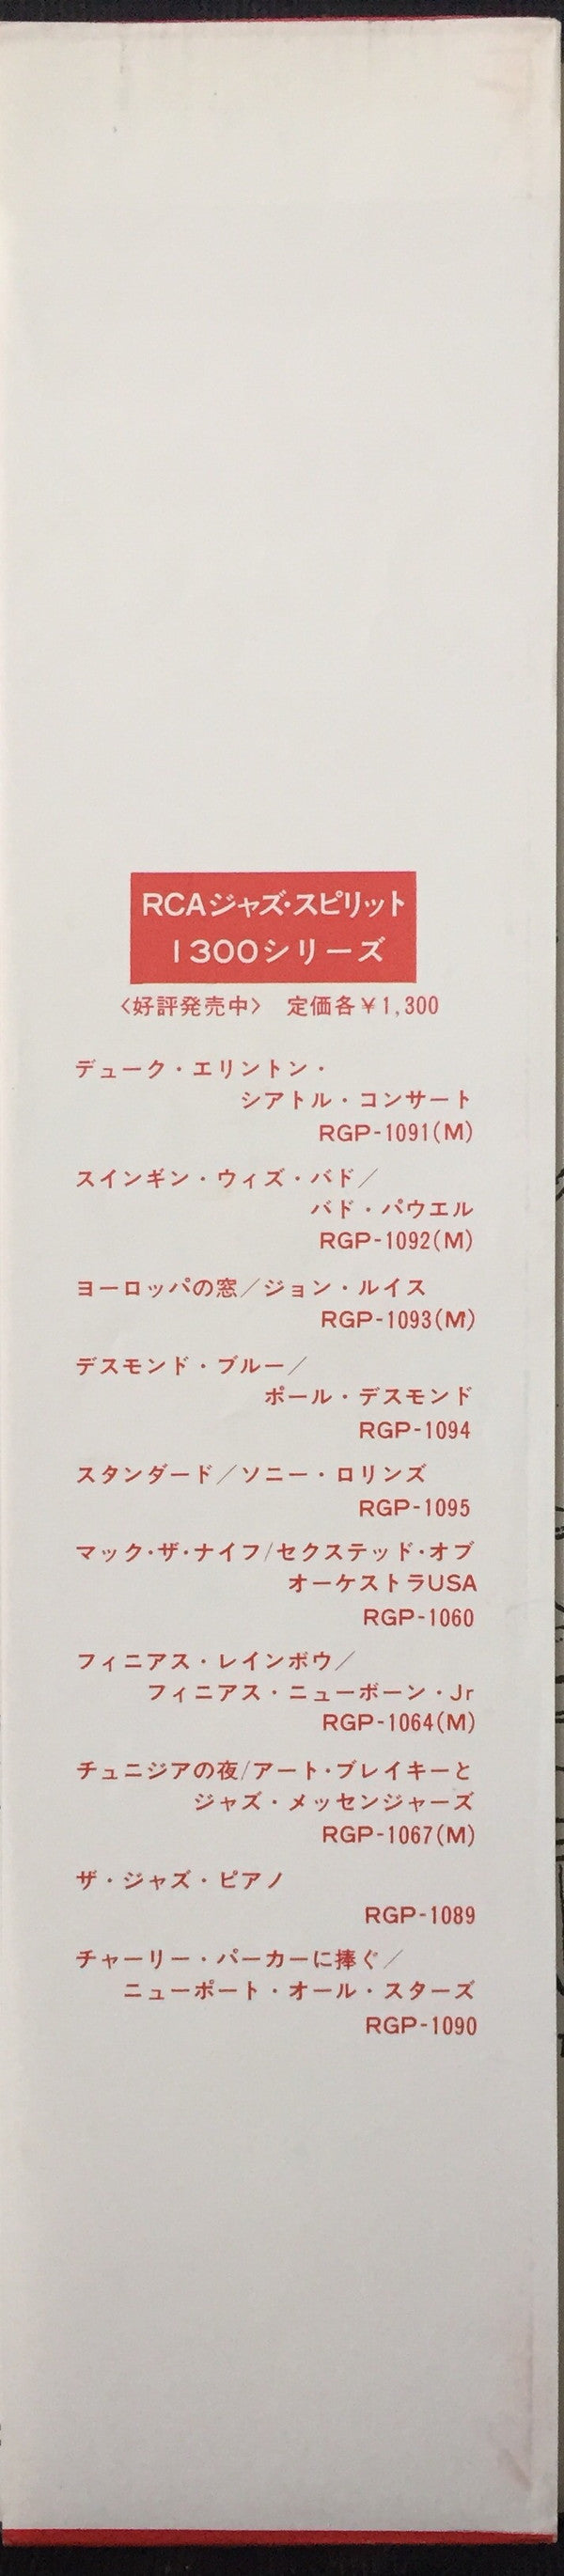 RCAジャズ・スピリット
1300シリーズ
〈好評発売中〉 定価各￥1,300
デューク・エリントン・
シアトル・コンサート
RGP-1091(M)
スインギン・ウィズ・バド／
バド・パウエル
RGP-1092(M)
ヨーロッパの窓／ジョン・ルイス
RGP-1093(M)
デスモンド・ブルー／
ポール・デスモンド
RGP-1094
スタンダード／ソニー・ロリンズ
RGP-1095
マック・ザ・ナイフ/セクステッド・オブ
オーケストラUSA
RGP-1060
フィニアス・レインボウ／
フィニアス・ニューボーン・Jr
RGP-1064(M)
チュニジアの夜/アート・ブレイキーと
ジャズ・メッセンジャーズ
RGP-1067(M)
ザ・ジャズ・ピアノ
RGP-1089
チャーリー・パーカーに捧ぐ／
ニューポート・オール・スターズ
RGP-1090